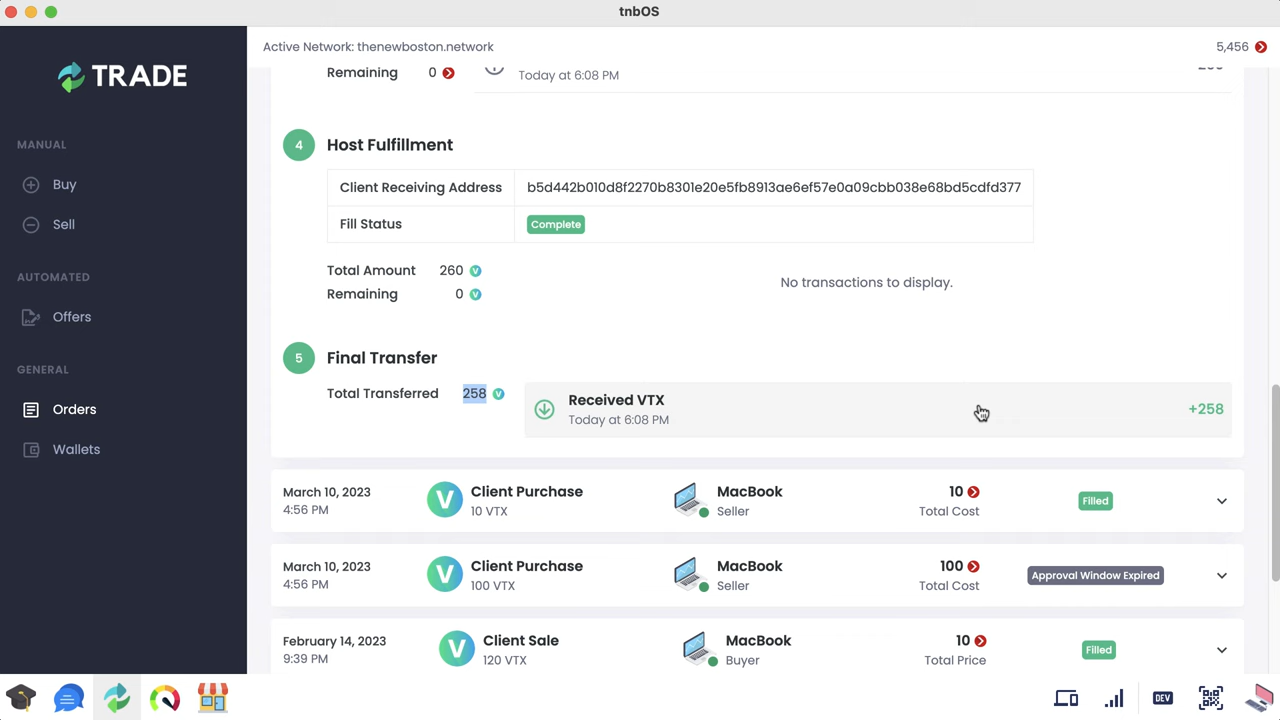 tnbOS
TRADE
Active Network: thenewboston.network
5,456
MANUAL
Buy
Sell
AUTOMATED
Offers
GENERAL
Orders
Wallets
Remaining 0
Today at 6:08 PM
4 Host Fulfillment
Client Receiving Address b5d442b010d8f2270b8301e20e5fb8913ae6ef57e0a09cbb038e68bd5cdfd377
Fill Status Complete
Total Amount 260 V
Remaining 0 V
No transactions to display.
5 Final Transfer
Total Transferred 258 V
Received VTX
Today at 6:08 PM
+258
March 10, 2023
4:56 PM
V
Client Purchase
10 VTX
MacBook
Seller
10
Total Cost
Filled
March 10, 2023
4:56 PM
V
Client Purchase
100 VTX
MacBook
Seller
100
Total Cost
Approval Window Expired
February 14, 2023
9:39 PM
V
Client Sale
120 VTX
MacBook
Buyer
10
Total Price
Filled
DEV